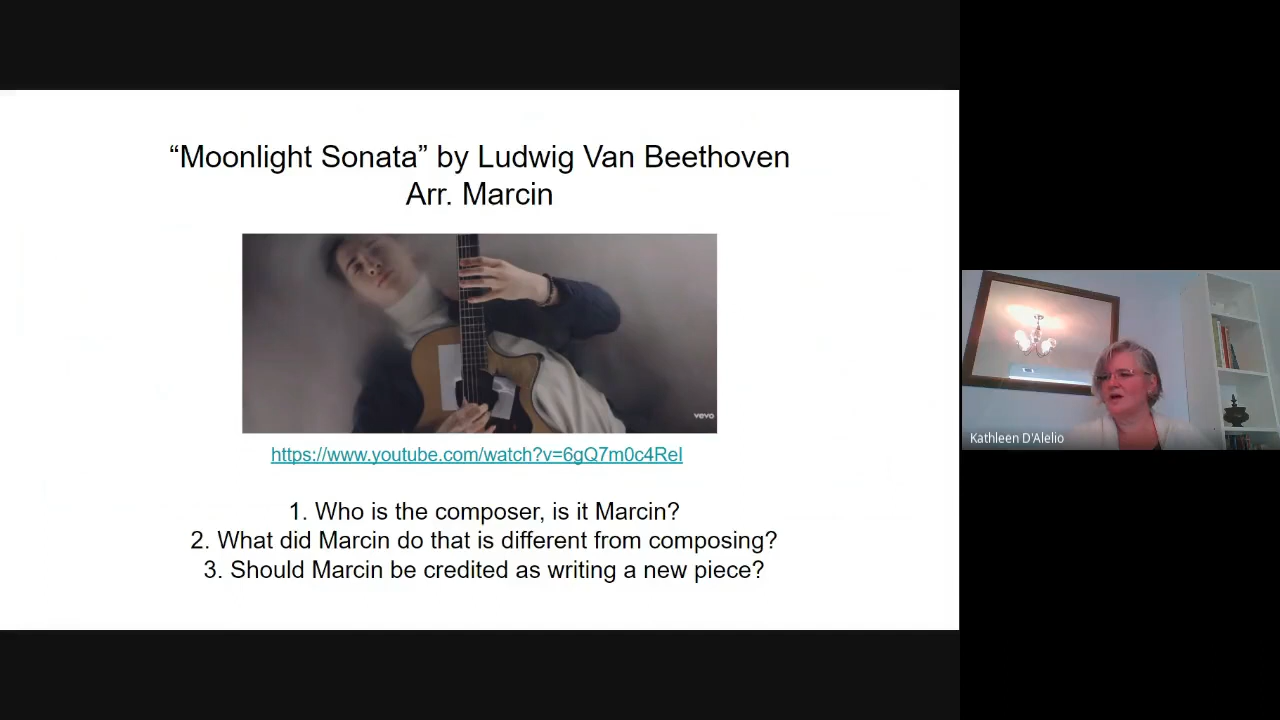 “Moonlight Sonata” by Ludwig Van Beethoven
Arr. Marcin
vevo
https://www.youtube.com/watch?v=6gQ7m0c4ReI
1. Who is the composer, is it Marcin?
2. What did Marcin do that is different from composing?
3. Should Marcin be credited as writing a new piece?
Kathleen D'Alelio